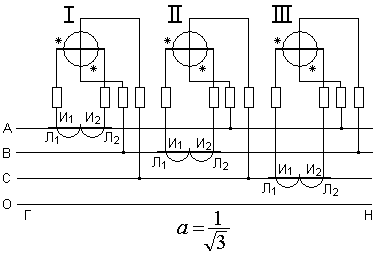 I II III
* * *
* * *
А И₁ И₂
Л₁ Л₂
В И₁ И₂
Л₁ Л₂
С И₁ И₂
Л₁ Л₂
О
Г Н
a = 1/√3